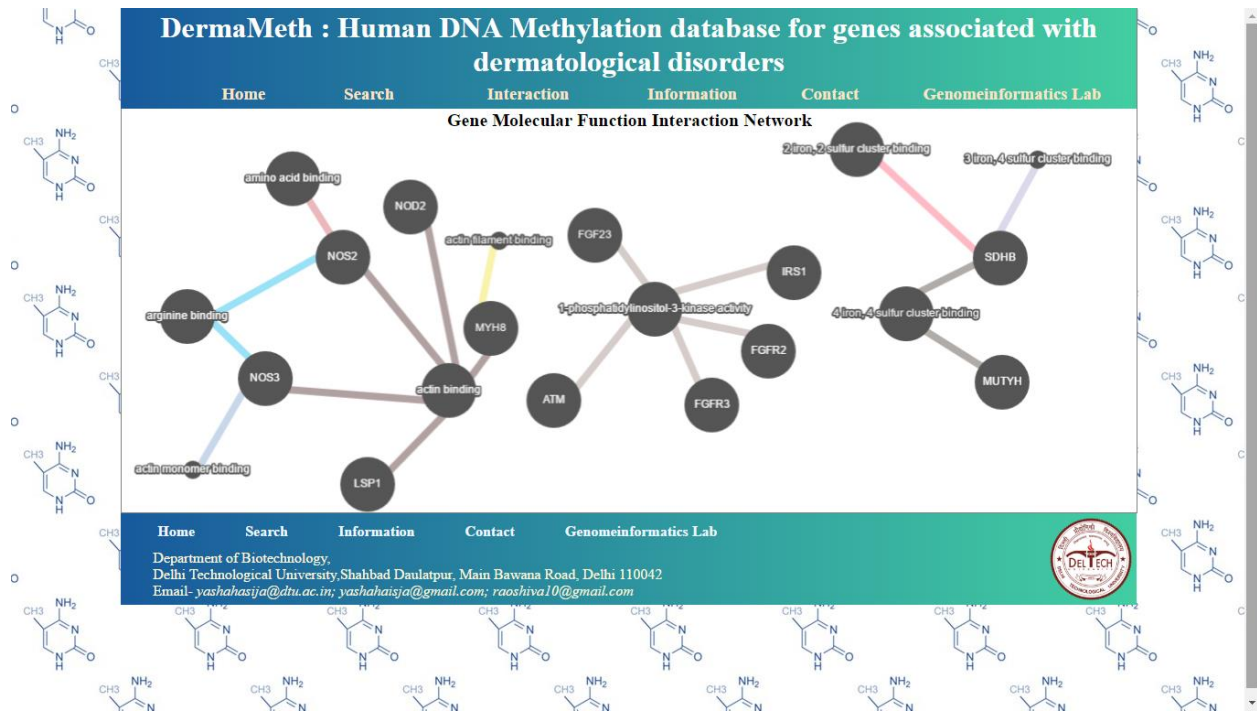 DermaMeth : Human DNA Methylation database for genes associated with
dermatological disorders
Home Search Interaction Information Contact Genomeinformatics Lab
Gene Molecular Function Interaction Network
amino acid binding
NOD2
actin filament binding
NOS2
arginine binding
MYH8
NOS3
actin binding
actin monomer binding
LSP1
FGF23
IRS1
1-phosphatidylinositol-3-kinase activity
FGFR2
ATM
FGFR3
2 iron, 2 sulfur cluster binding
3 iron, 4 sulfur cluster binding
SDHB
4 iron, 4 sulfur cluster binding
MUTYH
Home Search Information Contact Genomeinformatics Lab
Department of Biotechnology,
Delhi Technological University,Shahbad Daulatpur, Main Bawana Road, Delhi 110042
Email- yashahasija@dtu.ac.in; yashahaisja@gmail.com; raoshiva10@gmail.com
DELTECH